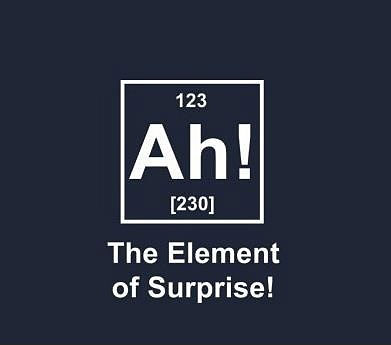 123
Ah!
[230]
The Element
of Surprise!